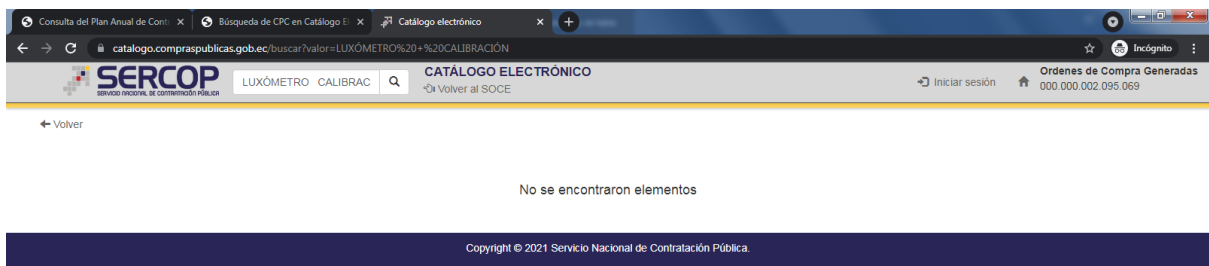 Consulta del Plan Anual de Cont
Búsqueda de CPC en Catálogo El
Catálogo electrónico
catalogo.compraspublicas.gob.ec/buscar?valor=LUXÓMETRO%20+%20CALIBRACIÓN
Incógnito
SERCOP
SERVICIO NACIONAL DE CONTRATACIÓN PÚBLICA
LUXÓMETRO CALIBRAC
CATÁLOGO ELECTRÓNICO
Volver al SOCE
Iniciar sesión
Ordenes de Compra Generadas
000.000.002.095.069
Volver
No se encontraron elementos
Copyright © 2021 Servicio Nacional de Contratación Pública.